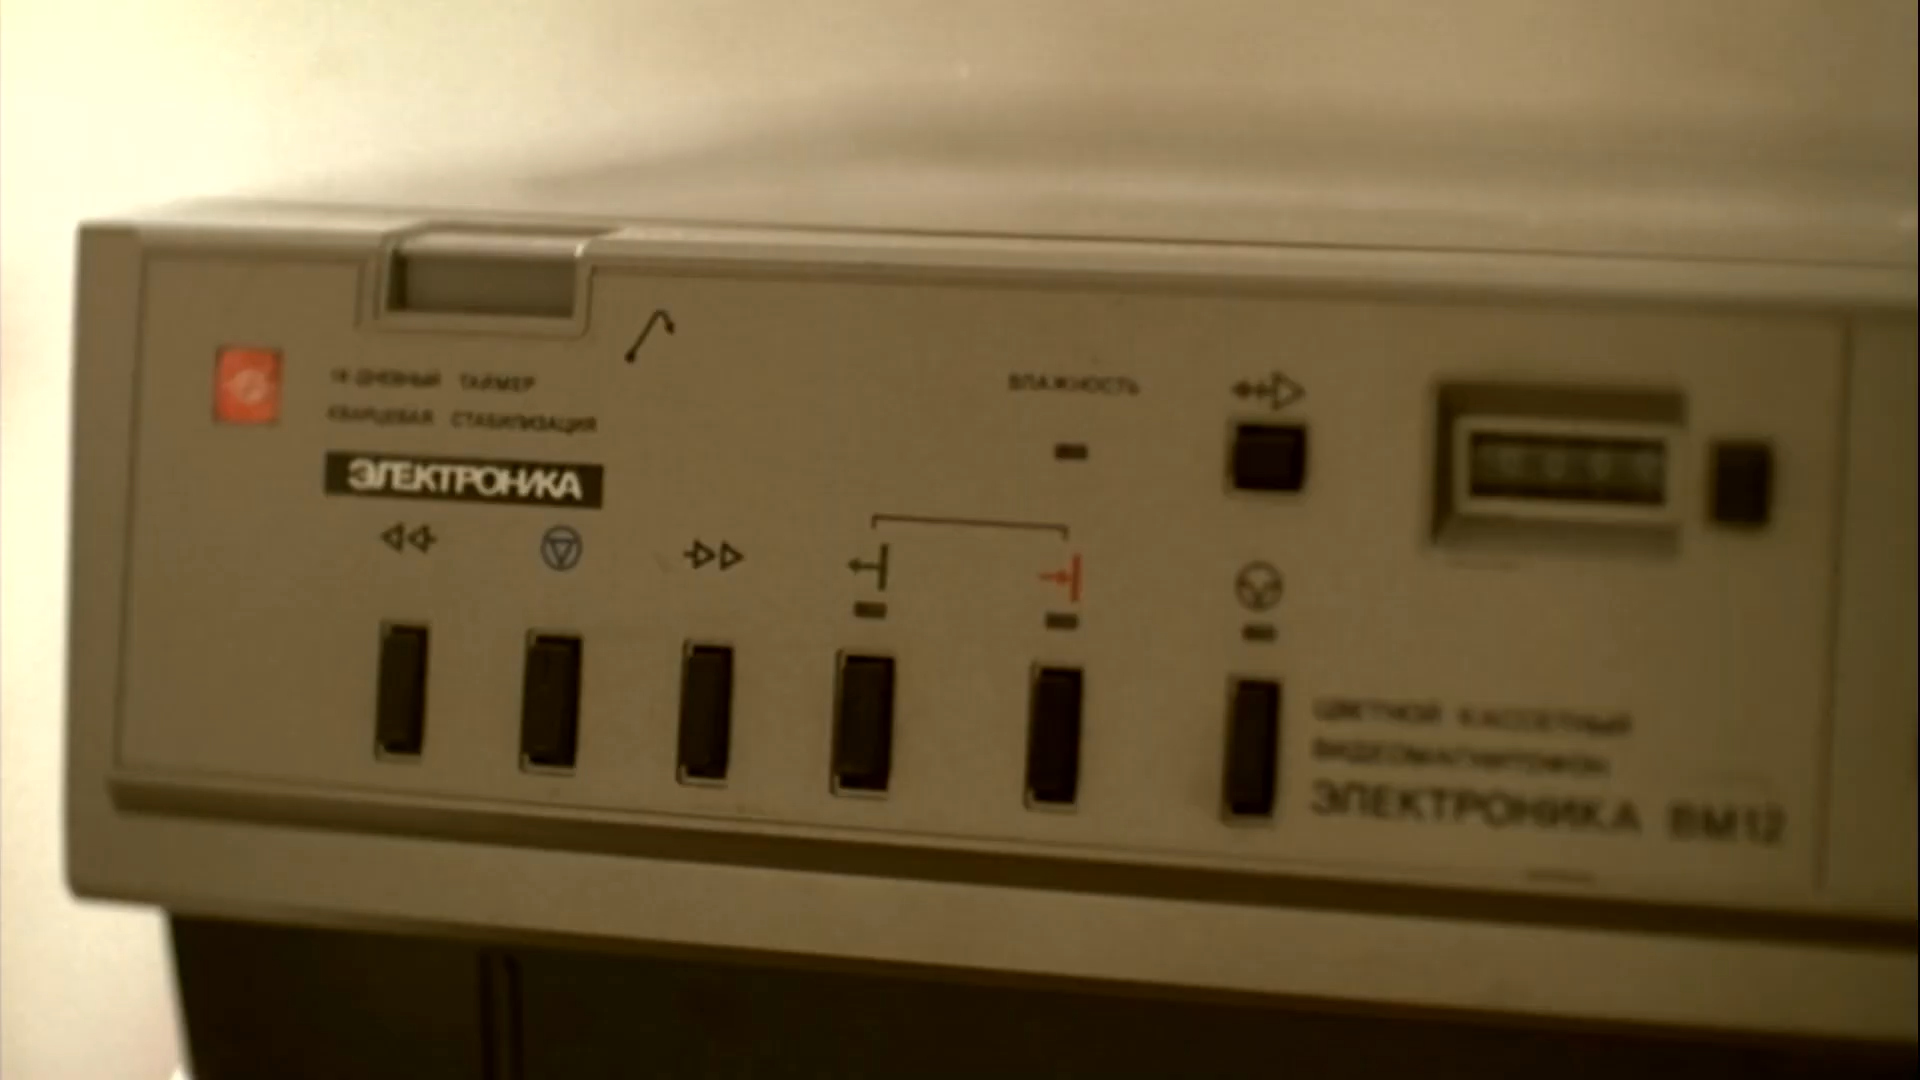 14-ДНЕВНЫЙ ТАЙМЕР
КВАРЦЕВАЯ СТАБИЛИЗАЦИЯ
ЭЛЕКТРОНИКА
ВЛАЖНОСТЬ
ЦВЕТНОЙ КАССЕТНЫЙ
ВИДЕОМАГНИТОФОН
ЭЛЕКТРОНИКА ВМ12